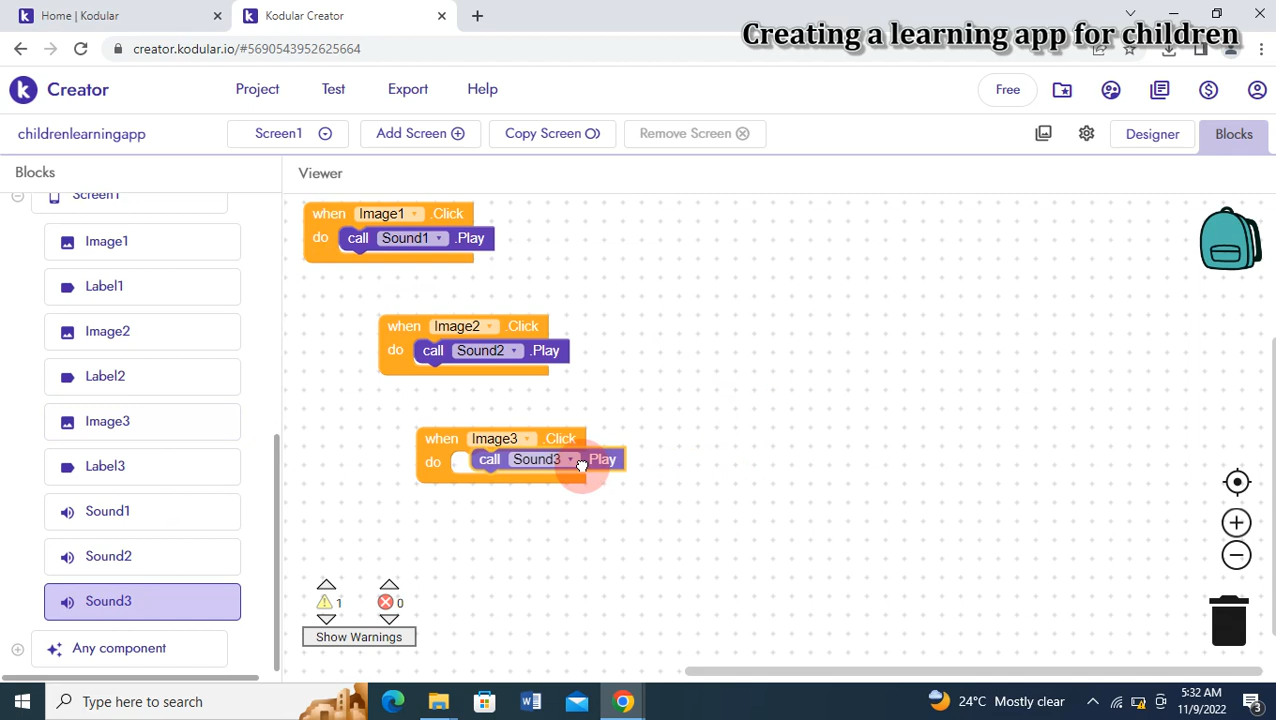 Home | Kodular
Kodular Creator
creator.kodular.io/#5690543952625664
Creating a learning app for children
Creator
Project
Test
Export
Help
Free
childrenlearningapp
Screen1
Add Screen
Copy Screen
Remove Screen
Designer
Blocks
Blocks
Viewer
Screen1
Image1
Label1
Image2
Label2
Image3
Label3
Sound1
Sound2
Sound3
Any component
when Image1 .Click
do call Sound1 .Play
when Image2 .Click
do call Sound2 .Play
when Image3 .Click
do call Sound3 .Play
1
0
Show Warnings
Type here to search
24°C Mostly clear
5:32 AM
11/9/2022
3